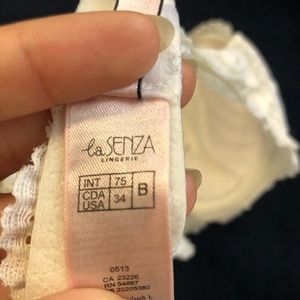 la SENZA
LINGERIE
INT 75 B
CDA USA 34
0513
CA 23226
RN 54867